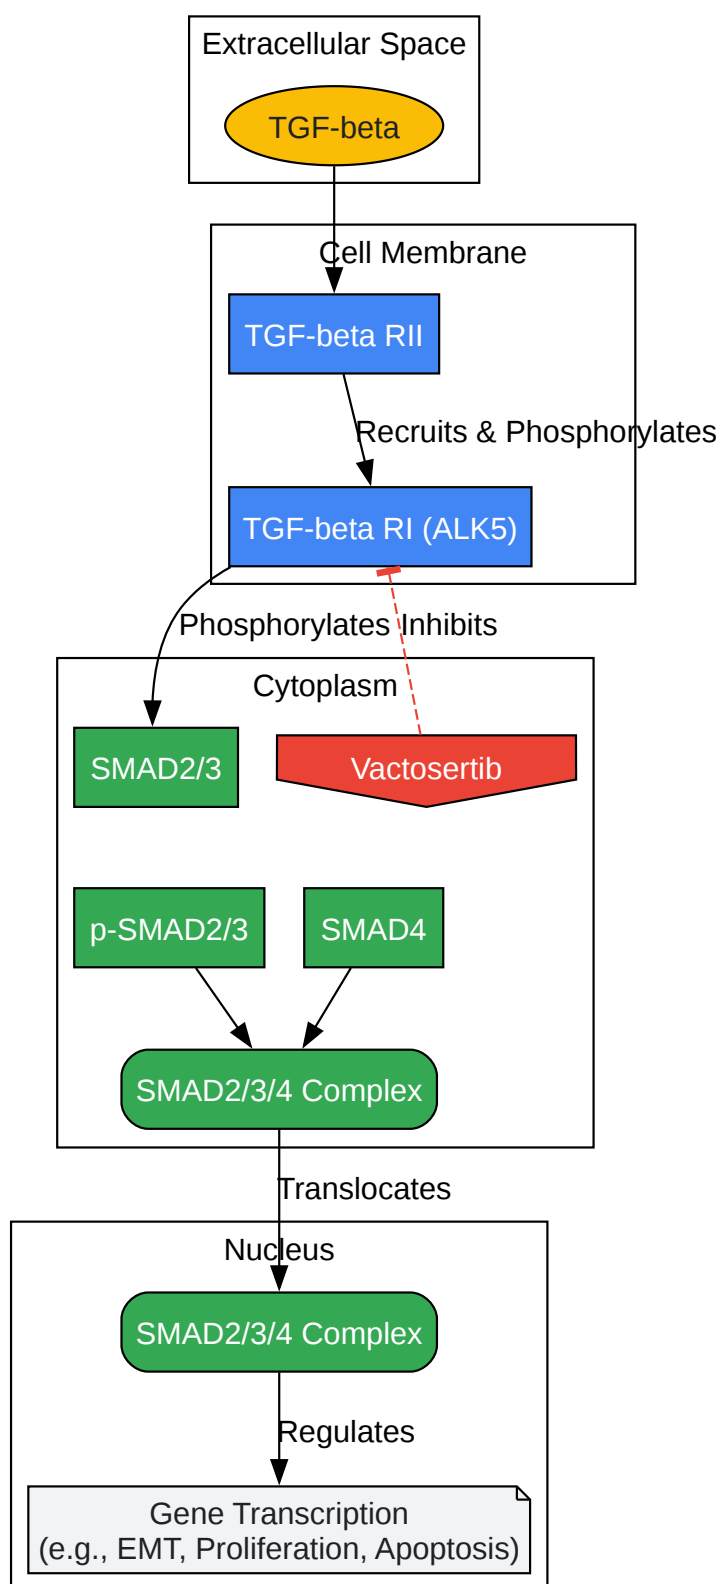 Extracellular Space
TGF-beta
Cell Membrane
TGF-beta RII
Recruits & Phosphorylates
TGF-beta RI (ALK5)
Phosphorylates
Inhibits
Cytoplasm
SMAD2/3
Vactosertib
p-SMAD2/3
SMAD4
SMAD2/3/4 Complex
Translocates
Nucleus
SMAD2/3/4 Complex
Regulates
Gene Transcription
(e.g., EMT, Proliferation, Apoptosis)